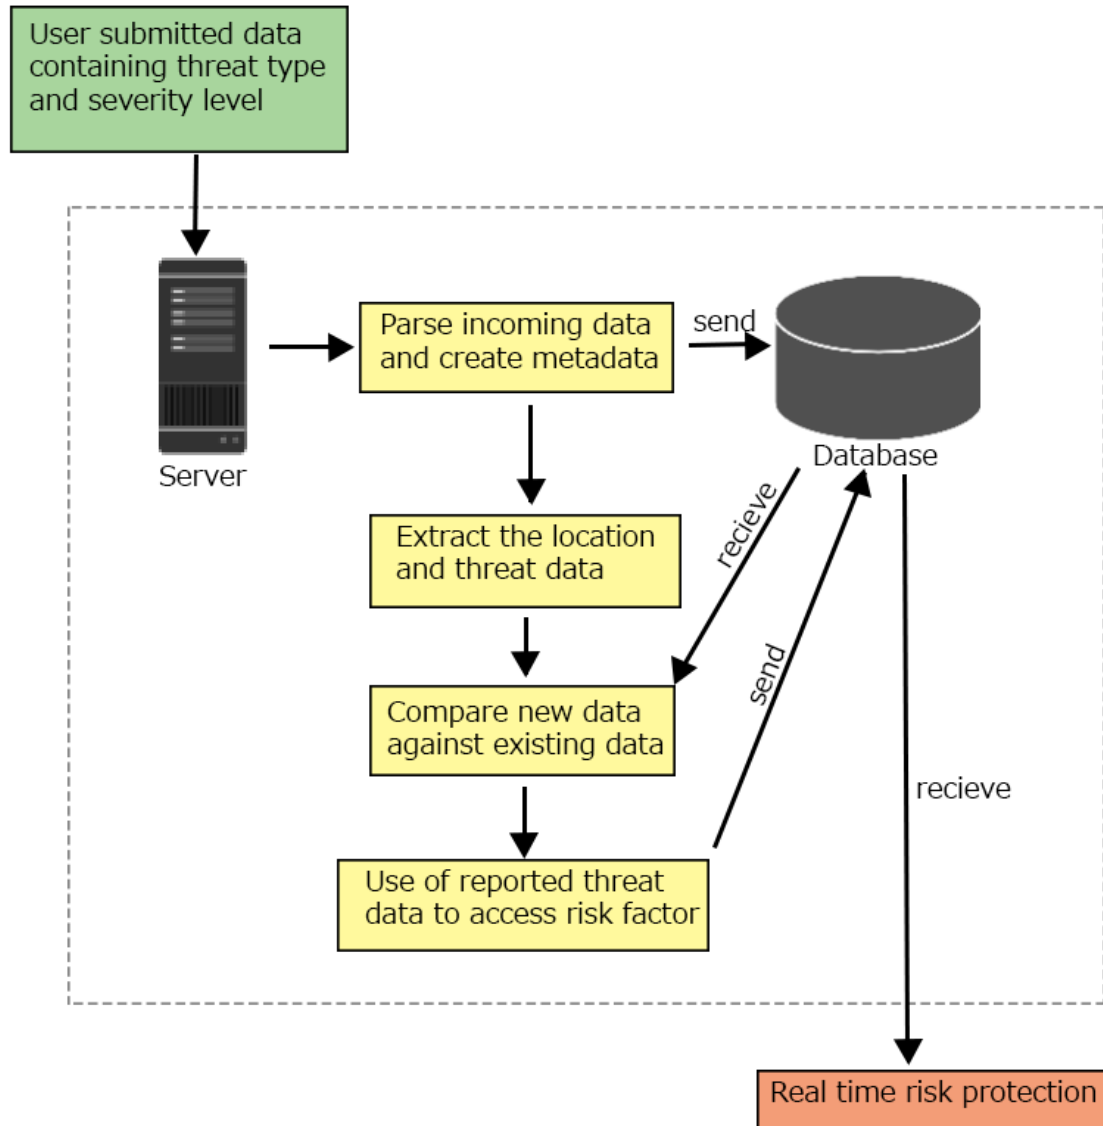 User submitted data
containing threat type
and severity level
Parse incoming data
and create metadata
send
Server
Database
Extract the location
and threat data
recieve
Compare new data
against existing data
send
recieve
Use of reported threat
data to access risk factor
Real time risk protection